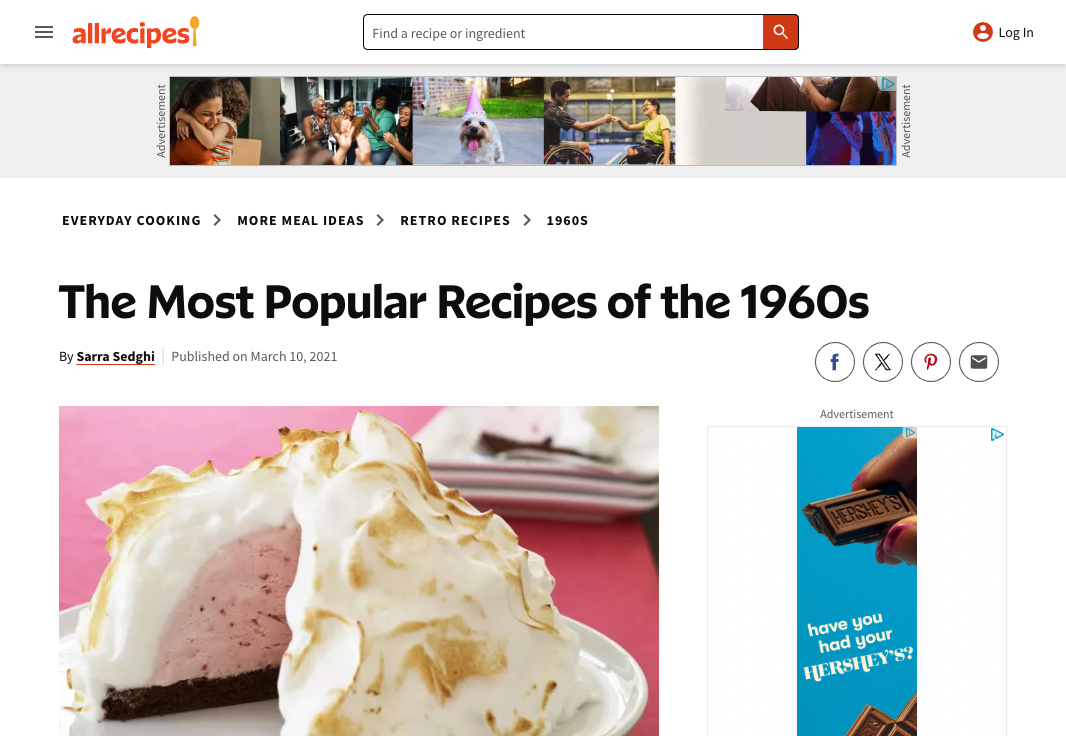 allrecipes
Find a recipe or ingredient
Log In
Advertisement
Advertisement
EVERYDAY COOKING
MORE MEAL IDEAS
RETRO RECIPES
1960S
The Most Popular Recipes of the 1960s
By Sarra Sedghi
Published on March 10, 2021
f
X
Advertisement
HERSHEY'S
have you
had your
HERSHEY'S?